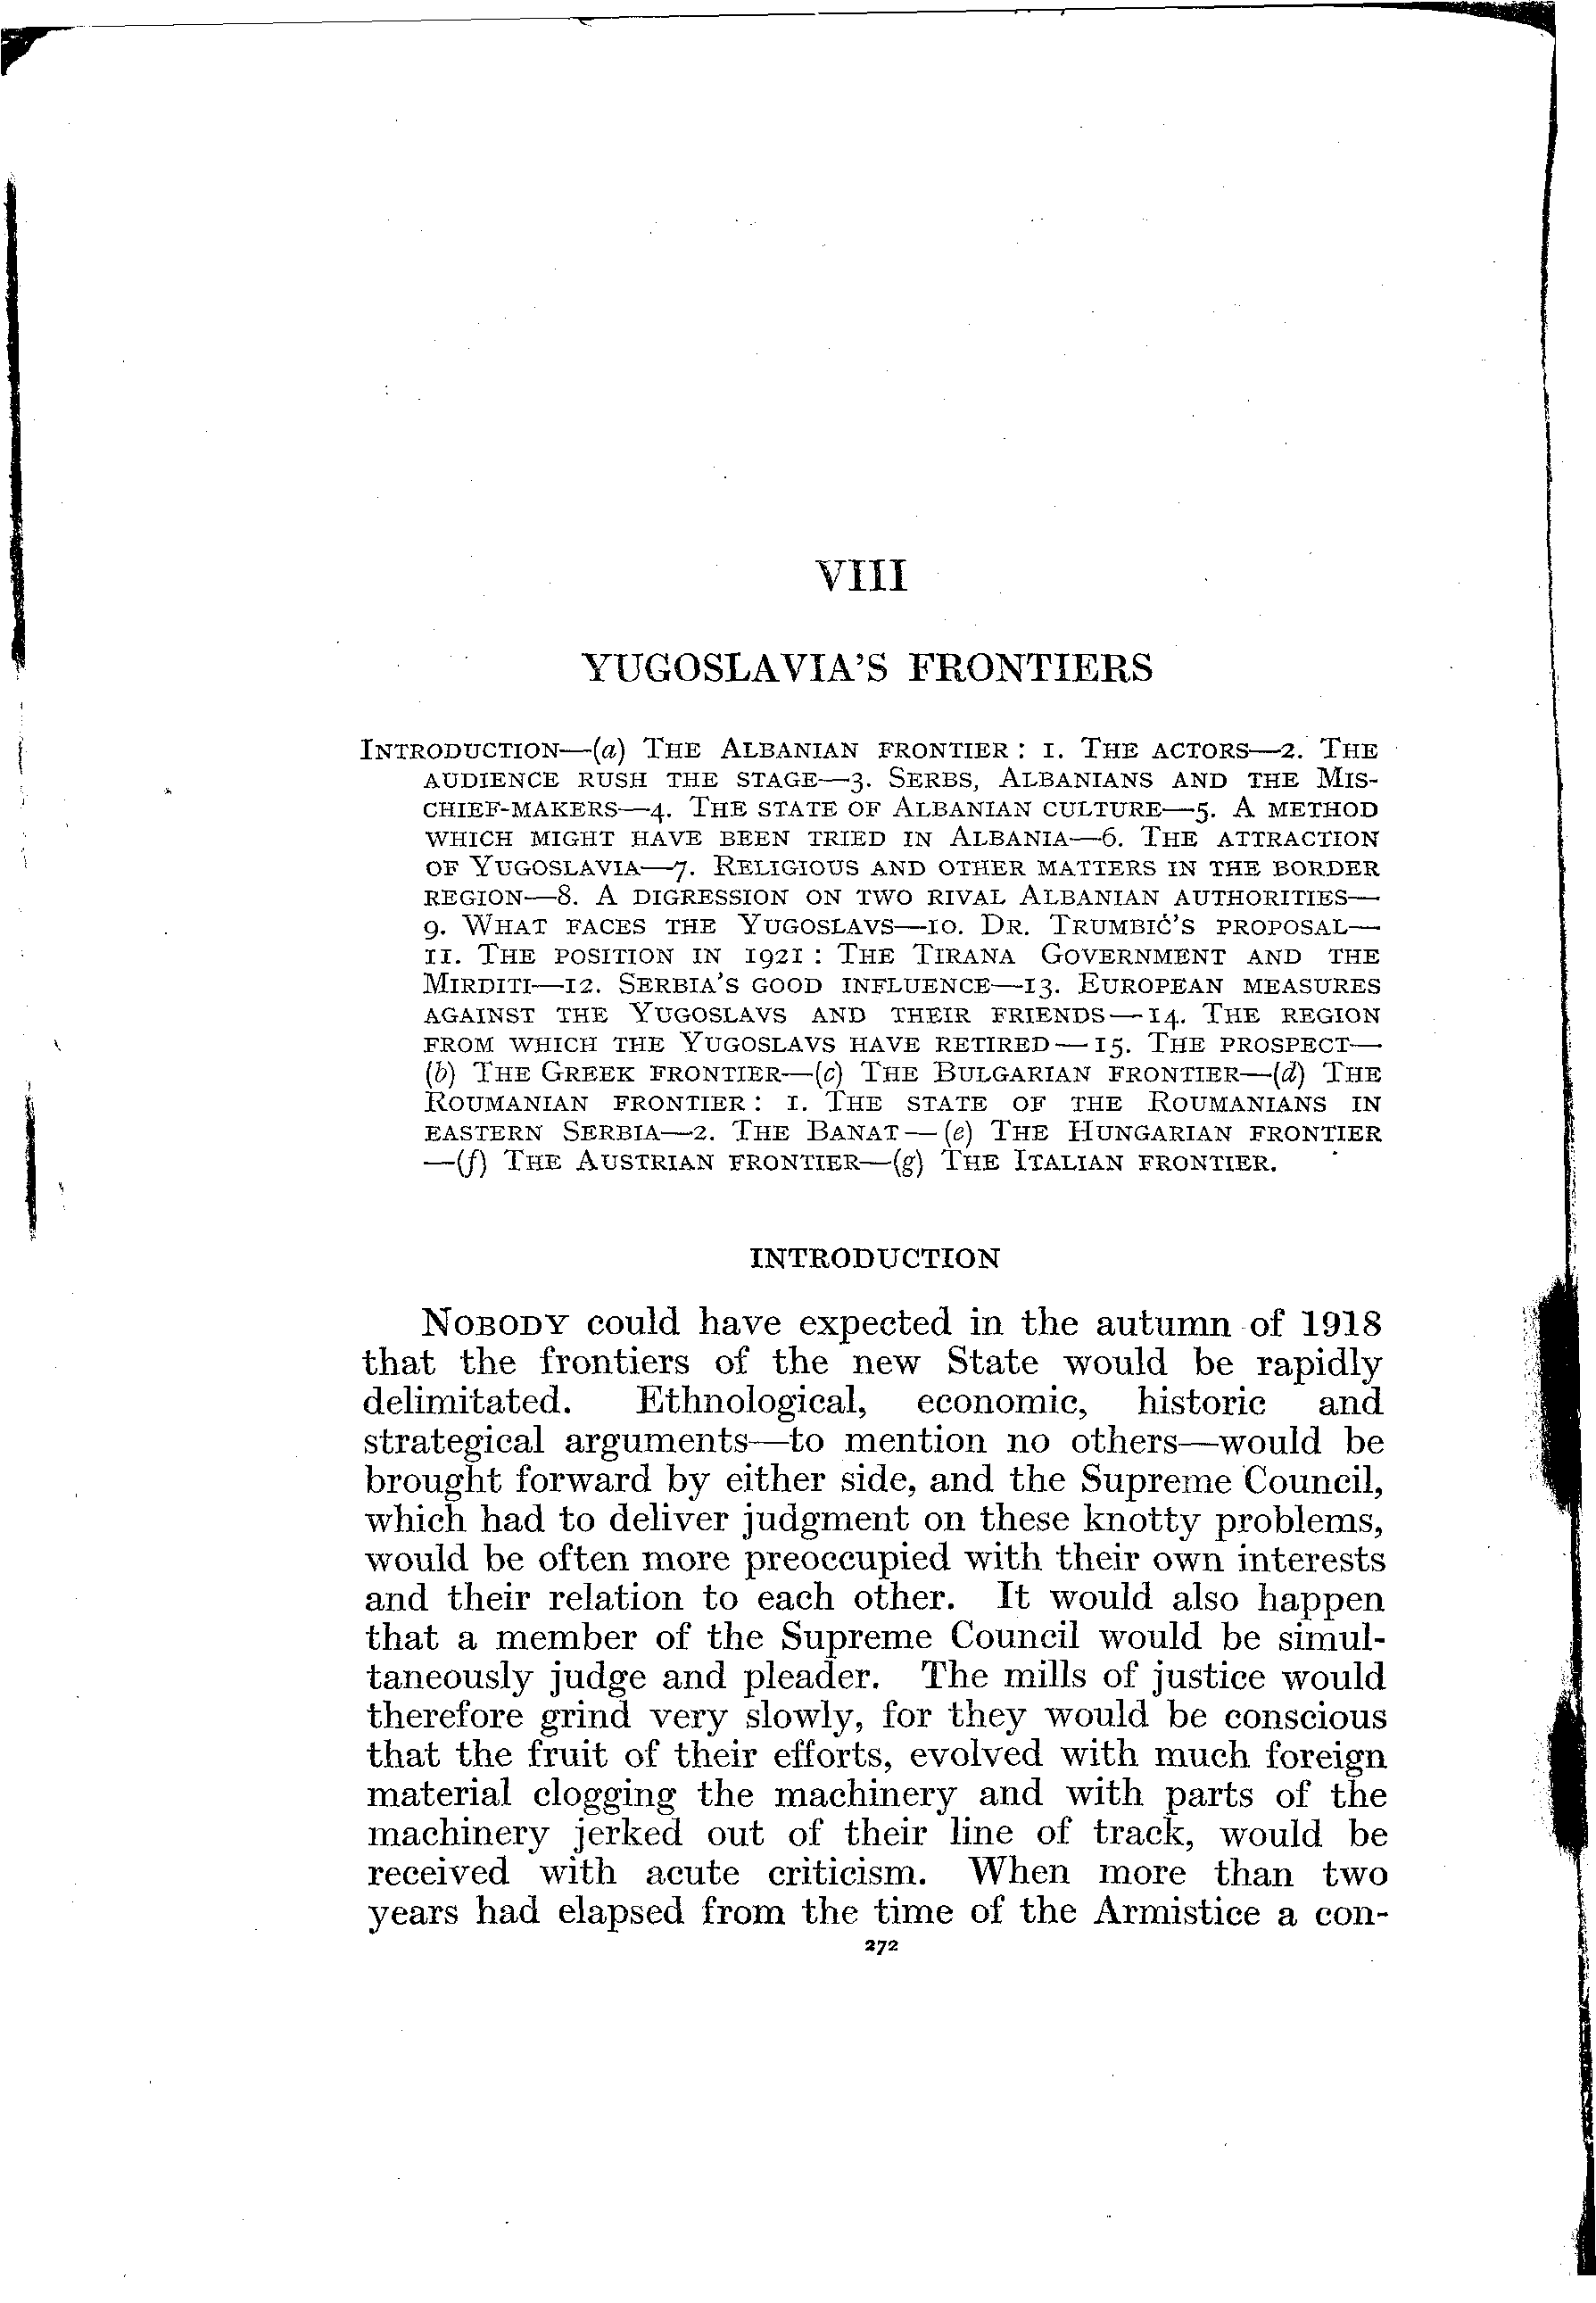 VIII
YUGOSLAVIA'S FRONTIERS
INTRODUCTION—(a) THE ALBANIAN FRONTIER : 1. THE ACTORS—2. THE
AUDIENCE RUSH THE STAGE—3. SERBS, ALBANIANS AND THE MIS-
CHIEF-MAKERS—4. THE STATE OF ALBANIAN CULTURE—5. A METHOD
WHICH MIGHT HAVE BEEN TRIED IN ALBANIA—6. THE ATTRACTION
OF YUGOSLAVIA—7. RELIGIOUS AND OTHER MATTERS IN THE BORDER
REGION—8. A DIGRESSION ON TWO RIVAL ALBANIAN AUTHORITIES—
9. WHAT FACES THE YUGOSLAVS—10. DR. TRUMBIĆ'S PROPOSAL—
11. THE POSITION IN 1921 : THE TIRANA GOVERNMENT AND THE
MIRDITI—12. SERBIA'S GOOD INFLUENCE—13. EUROPEAN MEASURES
AGAINST THE YUGOSLAVS AND THEIR FRIENDS—14. THE REGION
FROM WHICH THE YUGOSLAVS HAVE RETIRED—15. THE PROSPECT—
(b) THE GREEK FRONTIER—(c) THE BULGARIAN FRONTIER—(d) THE
ROUMANIAN FRONTIER : 1. THE STATE OF THE ROUMANIANS IN
EASTERN SERBIA—2. THE BANAT—(e) THE HUNGARIAN FRONTIER
—(f) THE AUSTRIAN FRONTIER—(g) THE ITALIAN FRONTIER.
INTRODUCTION
NOBODY could have expected in the autumn of 1918
that the frontiers of the new State would be rapidly
delimitated. Ethnological, economic, historic and
strategical arguments—to mention no others—would be
brought forward by either side, and the Supreme Council,
which had to deliver judgment on these knotty problems,
would be often more preoccupied with their own interests
and their relation to each other. It would also happen
that a member of the Supreme Council would be simul-
taneously judge and pleader. The mills of justice would
therefore grind very slowly, for they would be conscious
that the fruit of their efforts, evolved with much foreign
material clogging the machinery and with parts of the
machinery jerked out of their line of track, would be
received with acute criticism. When more than two
years had elapsed from the time of the Armistice a con-
272